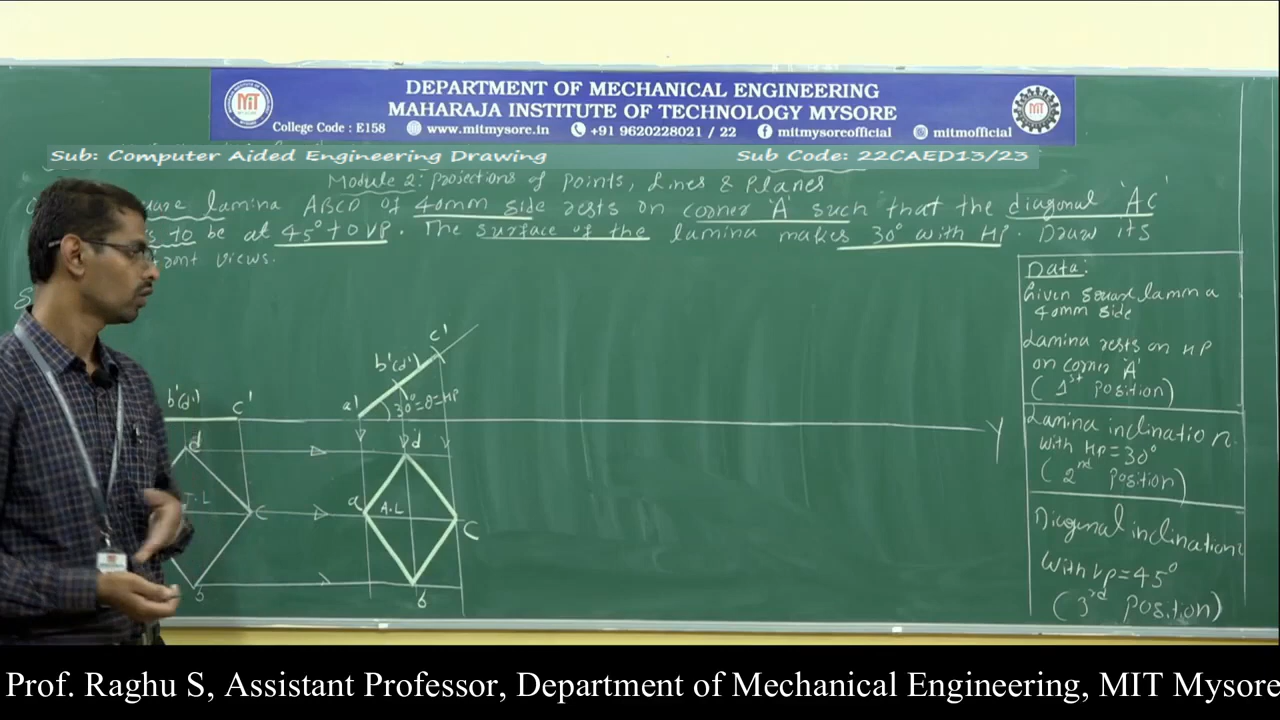 DEPARTMENT OF MECHANICAL ENGINEERING
MAHARAJA INSTITUTE OF TECHNOLOGY MYSORE
College Code : E158 www.mitmysore.in +91 9620228021 / 22 mitmysoreofficial mitmofficial
MIT
MIT
Sub: Computer Aided Engineering Drawing Sub Code: 22CAED13/23
Module 2: Projections of Points, Lines & Planes
lamina ABCD of 40mm side rests on corner 'A' such that the diagonal 'AC'
to be at 45° to VP. The surface of the lamina makes 30° with HP. Draw its
views.
Data:
Given square lamina
40mm side
Lamina rests on HP
on corner 'A'
(1st Position)
Lamina inclination
with HP=30°
(2nd Position)
Diagonal inclination
with VP=45°
(3rd Position)
b'(d') c'
a' b'(d') c'
30°=θ=HP
Y
d
T.L
c
b
d
a
A.L
C
b
Prof. Raghu S, Assistant Professor, Department of Mechanical Engineering, MIT Mysore